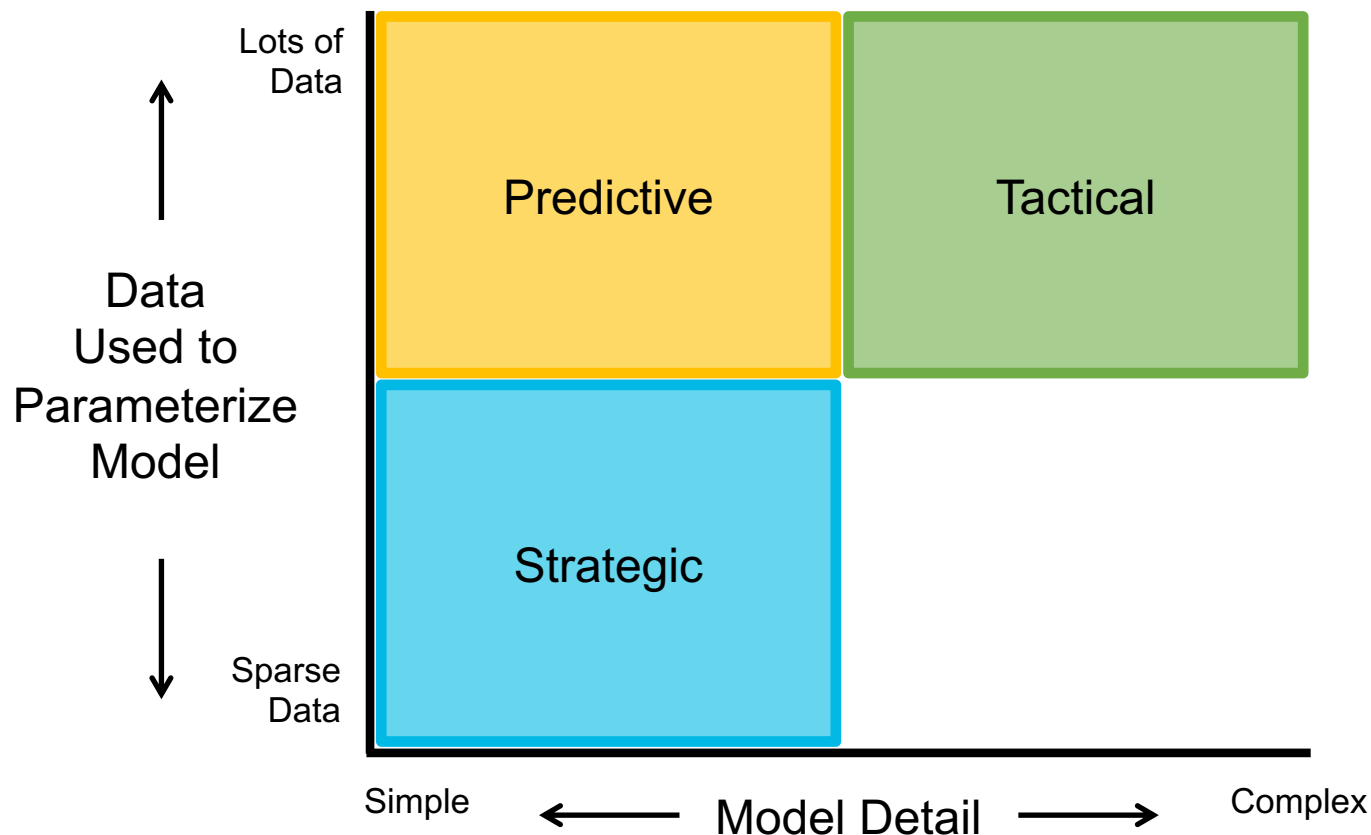 Lots of
Data
Predictive
Tactical
Data
Used to
Parameterize
Model
Strategic
Sparse
Data
Simple
Model Detail
Complex